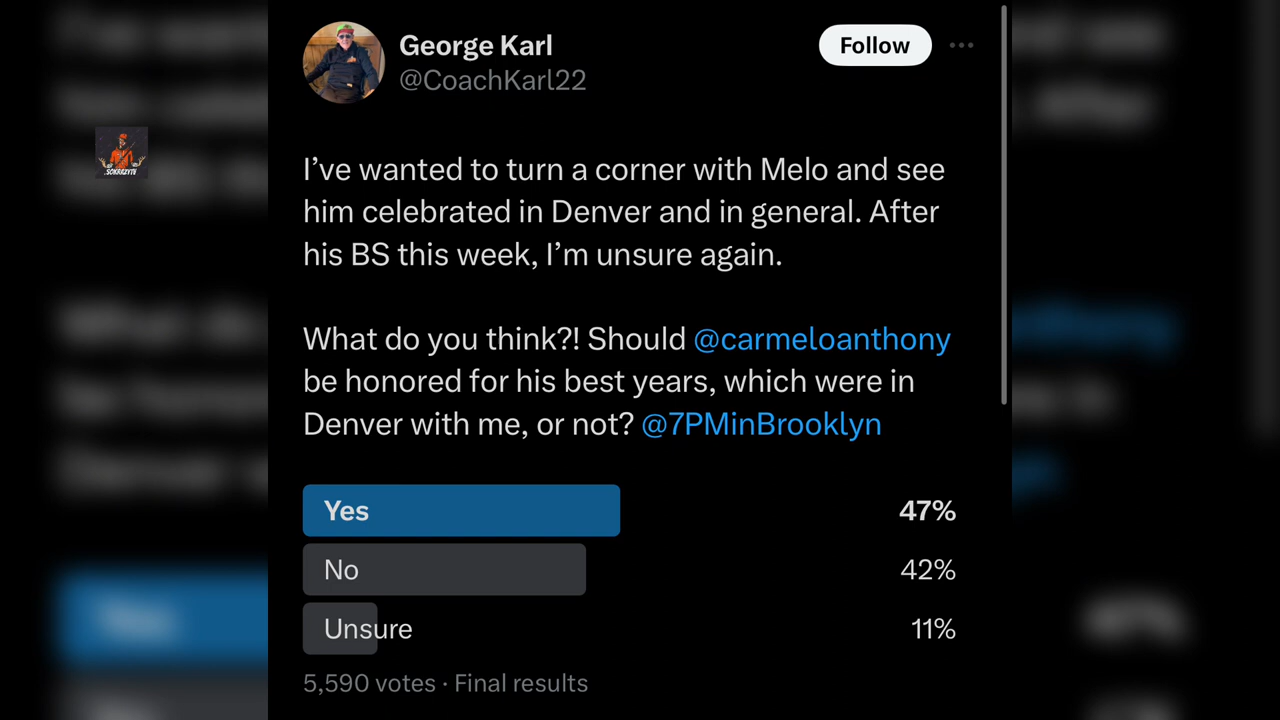 George Karl
@CoachKarl22
Follow
I’ve wanted to turn a corner with Melo and see
him celebrated in Denver and in general. After
his BS this week, I’m unsure again.
What do you think?! Should @carmeloanthony
be honored for his best years, which were in
Denver with me, or not? @7PMinBrooklyn
Yes 47%
No 42%
Unsure 11%
5,590 votes · Final results